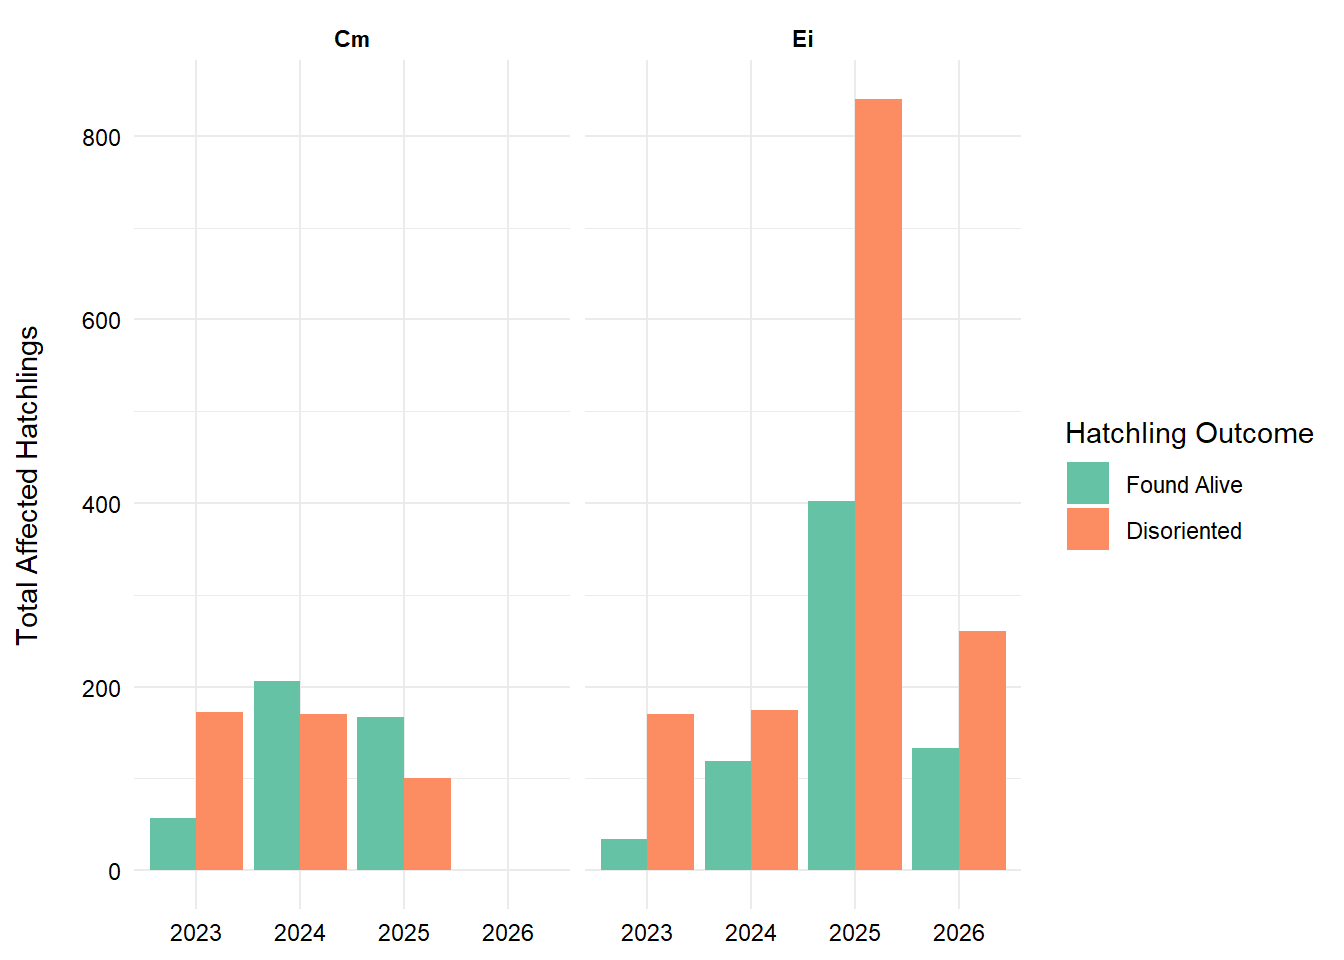 Cm
Ei
Total Affected Hatchlings
800
600
400
200
0
2023 2024 2025 2026
2023 2024 2025 2026
Hatchling Outcome
Found Alive
Disoriented